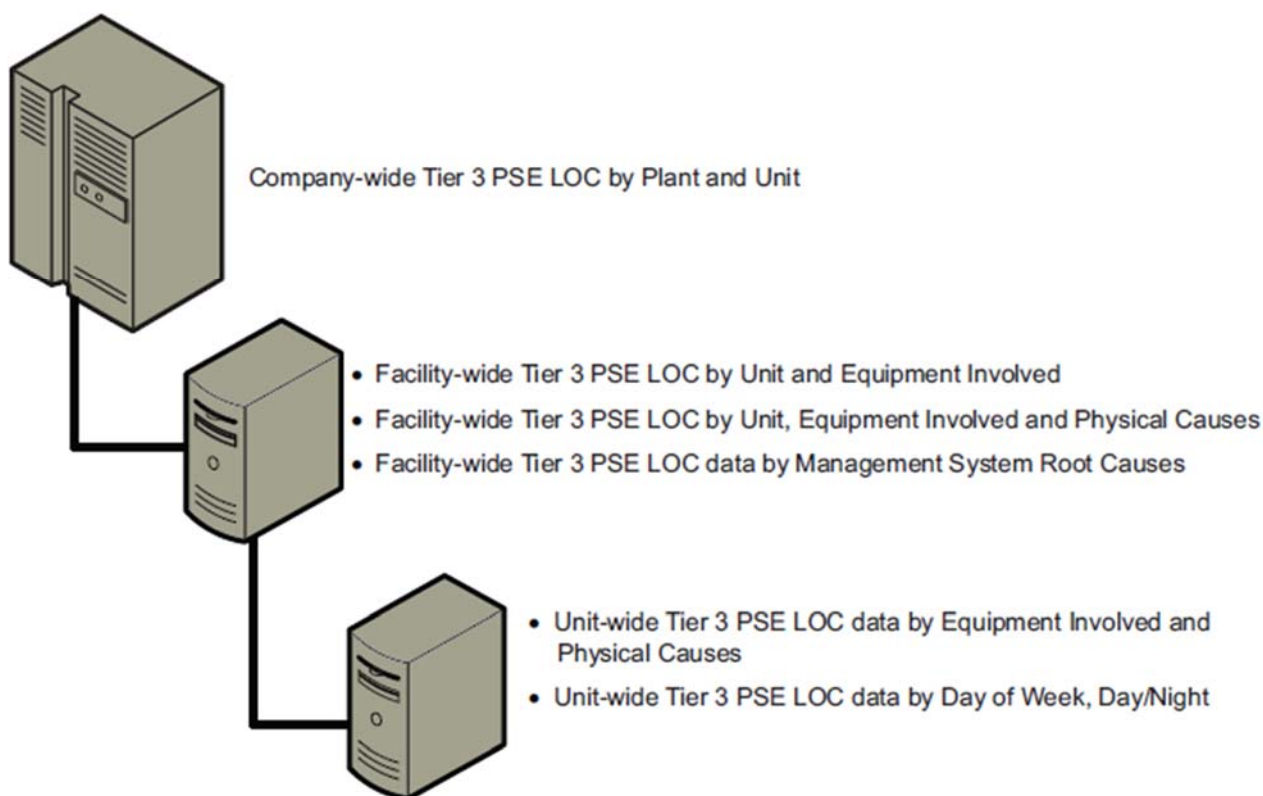 Company-wide Tier 3 PSE LOC by Plant and Unit
• Facility-wide Tier 3 PSE LOC by Unit and Equipment Involved
• Facility-wide Tier 3 PSE LOC by Unit, Equipment Involved and Physical Causes
• Facility-wide Tier 3 PSE LOC data by Management System Root Causes
• Unit-wide Tier 3 PSE LOC data by Equipment Involved and
Physical Causes
• Unit-wide Tier 3 PSE LOC data by Day of Week, Day/Night